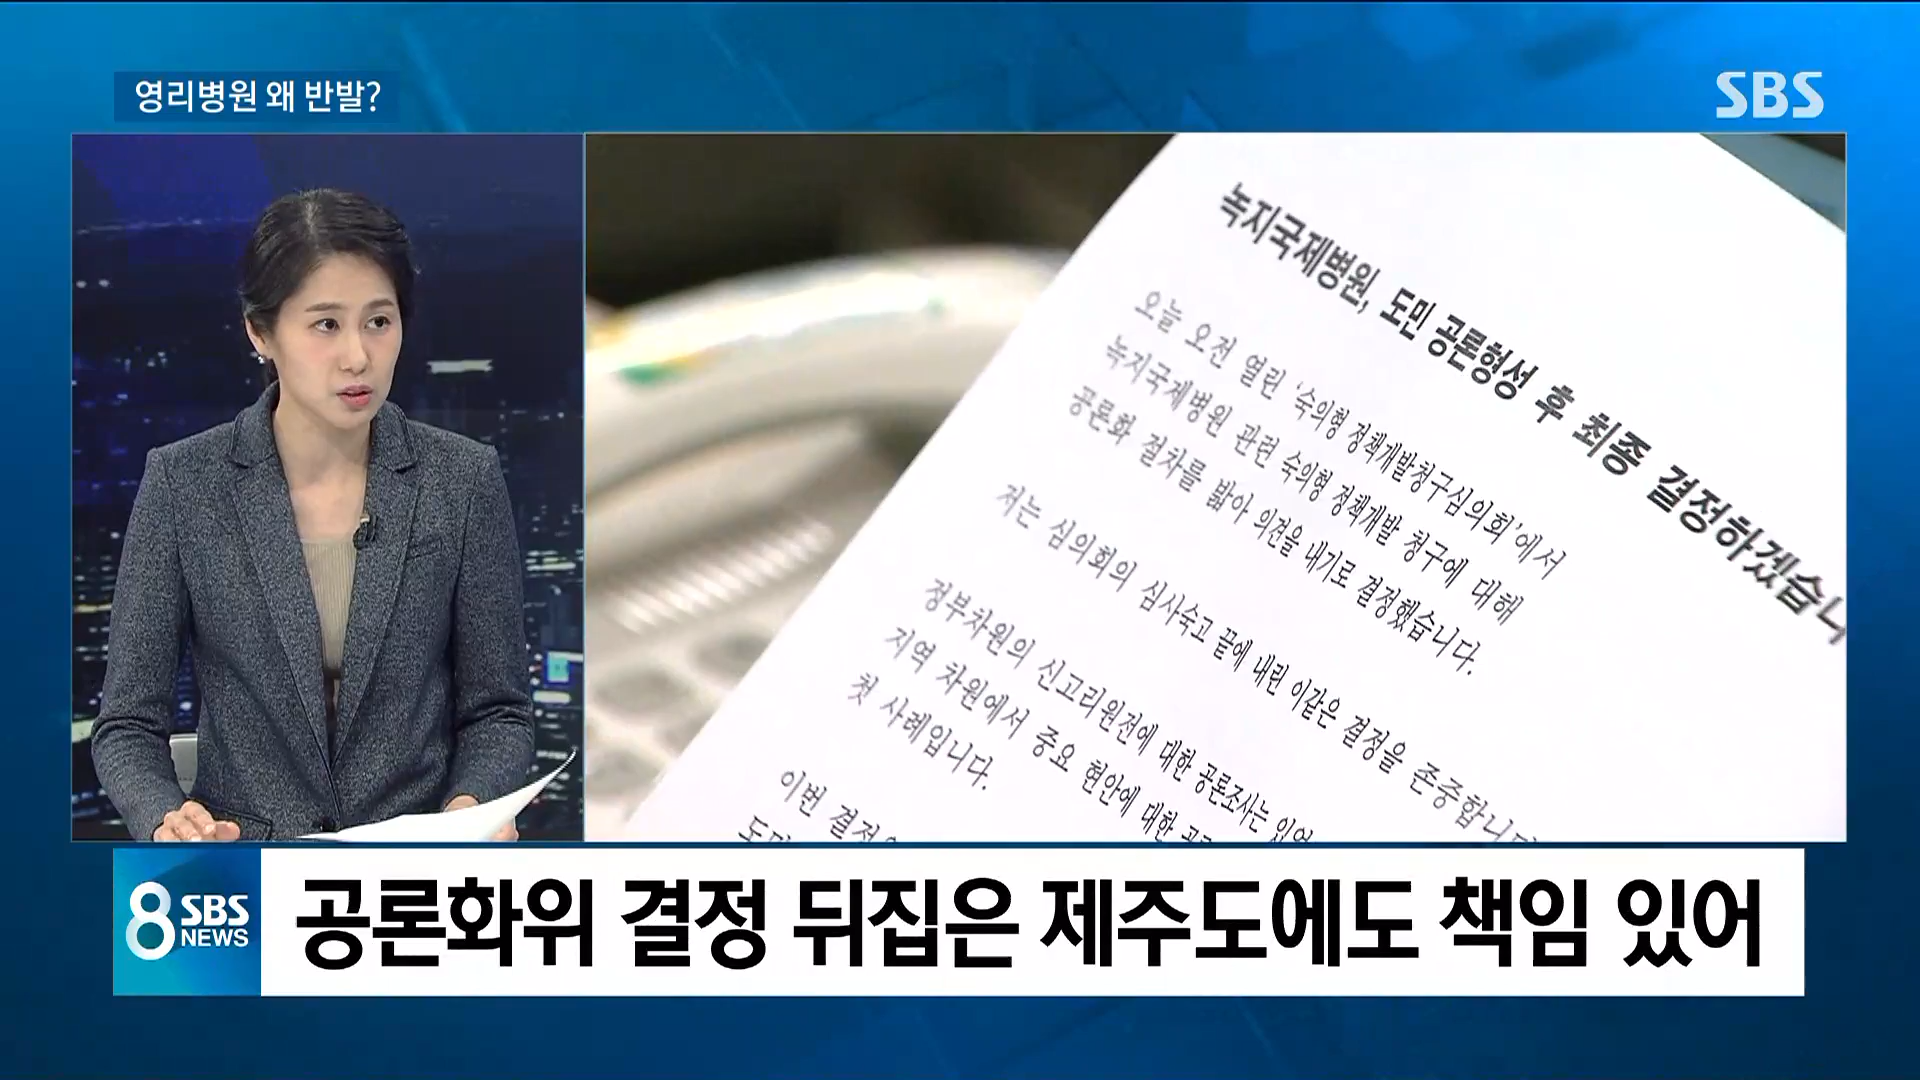 영리병원 왜 반발?
SBS
녹지국제병원, 도민 공론형성 후 최종 결정하겠습니
오늘 오전 열린 '숙의형 정책개발청구심의회'에서
녹지국제병원 관련 숙의형 정책개발 청구에 대해
공론화 절차를 밟아 의견을 내기로 결정했습니다.
저는 심의회의 심사숙고 끝에 내린 이같은 결정을 존중합니다
정부차원의 신고리원전에 대한 공론조사는 있었
지역 차원에서 중요 현안에 대한
첫 사례입니다.
이번
8 SBS NEWS
공론화위 결정 뒤집은 제주도에도 책임 있어